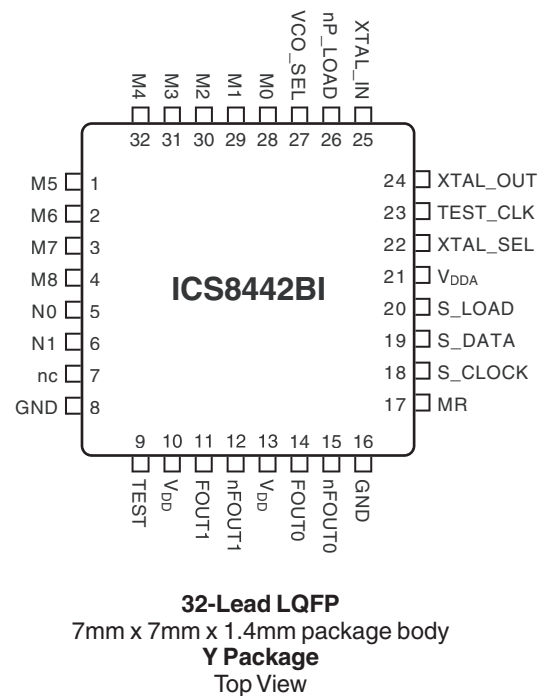 M4 M3 M2 M1 M0 VCO_SEL nP_LOAD XTAL_IN
32 31 30 29 28 27 26 25
M5 1
M6 2
M7 3
M8 4
N0 5
N1 6
nc 7
GND 8
ICS8442BI
24 XTAL_OUT
23 TEST_CLK
22 XTAL_SEL
21 VDDA
20 S_LOAD
19 S_DATA
18 S_CLOCK
17 MR
9 10 11 12 13 14 15 16
TEST VDD FOUT1 nFOUT1 VDD FOUT0 nFOUT0 GND
32-Lead LQFP
7mm x 7mm x 1.4mm package body
Y Package
Top View